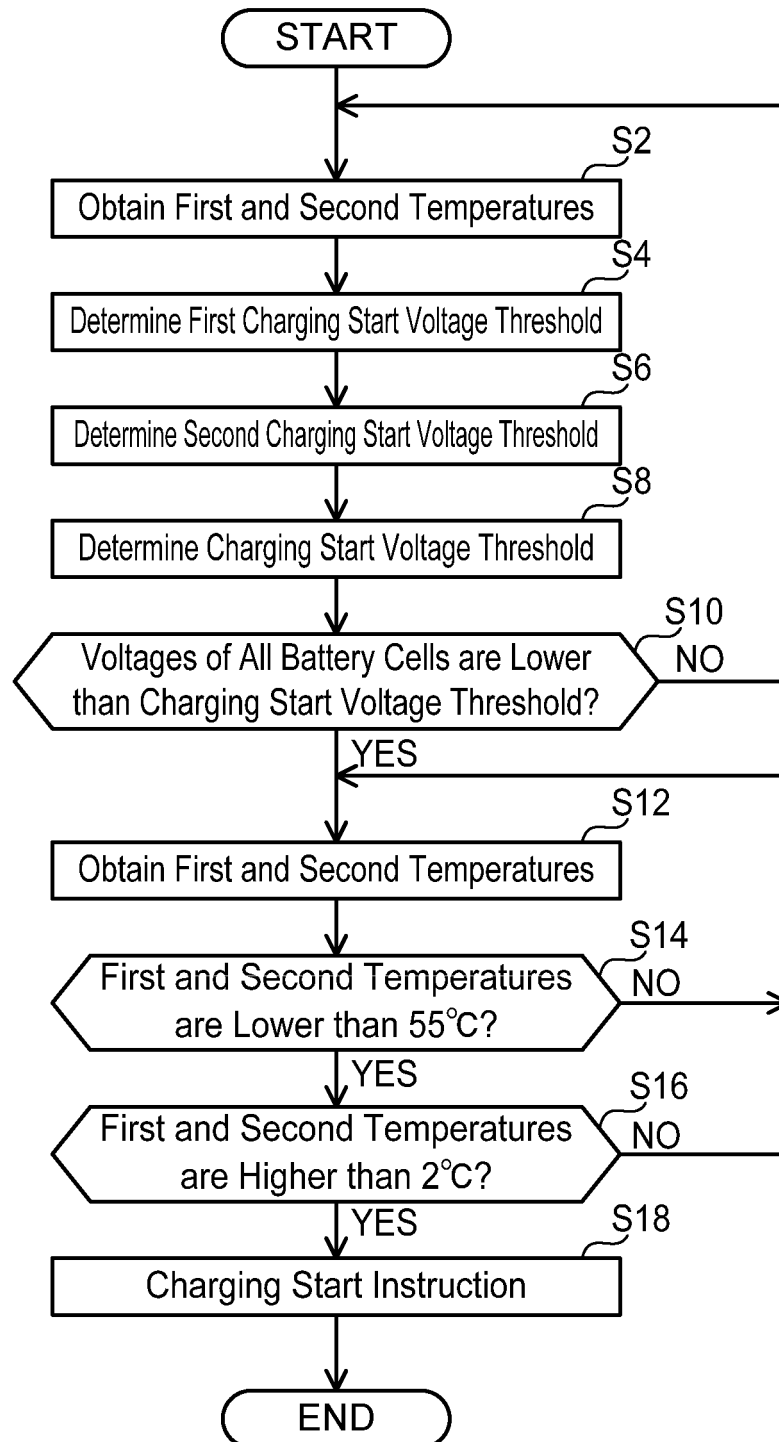 START
S2
Obtain First and Second Temperatures
S4
Determine First Charging Start Voltage Threshold
S6
Determine Second Charging Start Voltage Threshold
S8
Determine Charging Start Voltage Threshold
S10
Voltages of All Battery Cells are Lower
than Charging Start Voltage Threshold?
NO
YES
S12
Obtain First and Second Temperatures
S14
First and Second Temperatures
are Lower than 55℃?
NO
YES
S16
First and Second Temperatures
are Higher than 2℃?
NO
YES
S18
Charging Start Instruction
END